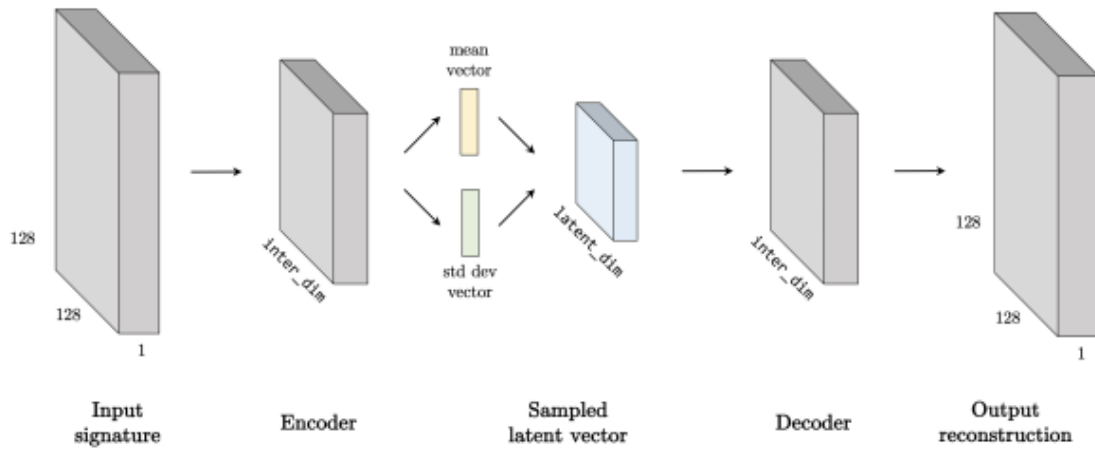 mean
vector
128
128
1
inter_dim
std dev
vector
latent_dim
inter_dim
128
128
1
Input
signature
Encoder
Sampled
latent vector
Decoder
Output
reconstruction